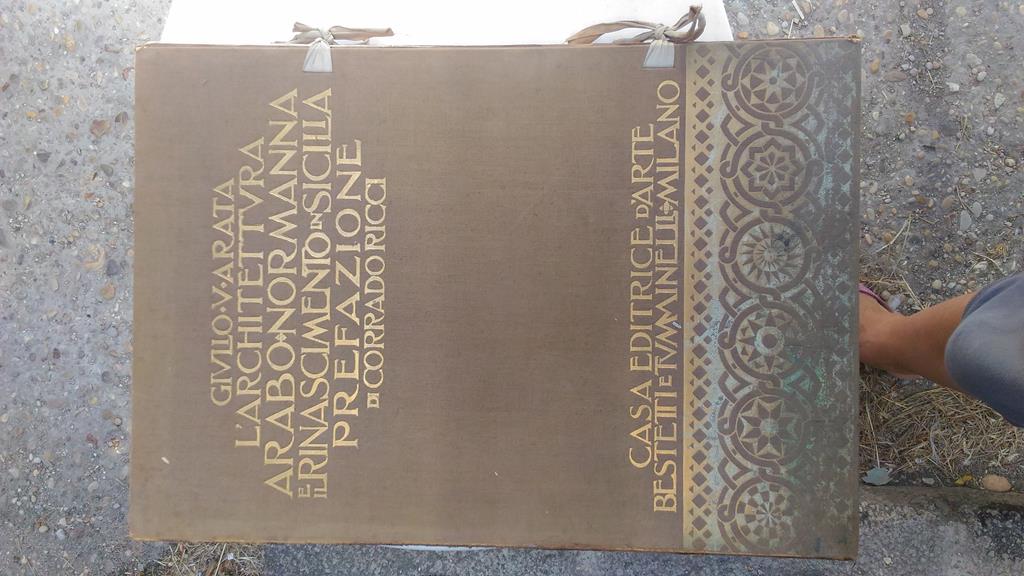 GIVLIO·V·ARATA
L'ARCHITETTVRA
ARABO·NORMANNA
E IL RINASCIMENTO IN SICILIA
PREFAZIONE
DI CORRADO RICCI
CASA EDITRICE D'ARTE
BESTETTI E TVMMINELLI·MILANO